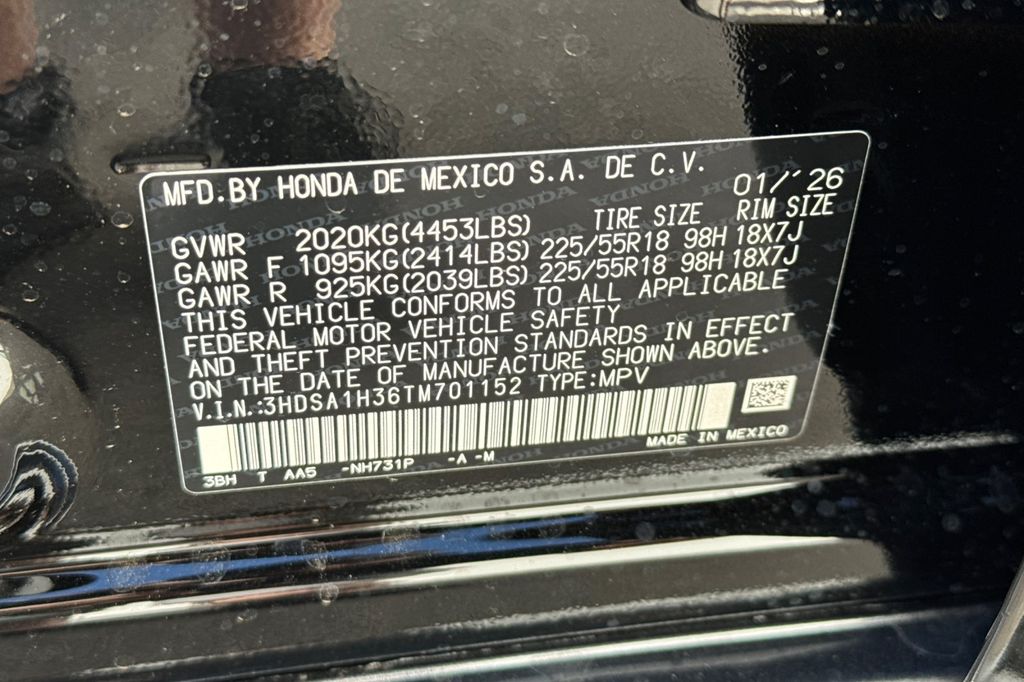 MFD.BY HONDA DE MEXICO S.A. DE C.V.
01/'26
TIRE SIZE RIM SIZE
GVWR 2020KG(4453LBS)
GAWR F 1095KG(2414LBS) 225/55R18 98H 18X7J
GAWR R 925KG(2039LBS) 225/55R18 98H 18X7J
THIS VEHICLE CONFORMS TO ALL APPLICABLE
FEDERAL MOTOR VEHICLE SAFETY
AND THEFT PREVENTION STANDARDS IN EFFECT
ON THE DATE OF MANUFACTURE SHOWN ABOVE.
V.I.N.:3HDSA1H36TM701152 TYPE:MPV
MADE IN MEXICO
3BH T AA5 -NH731P -A -M